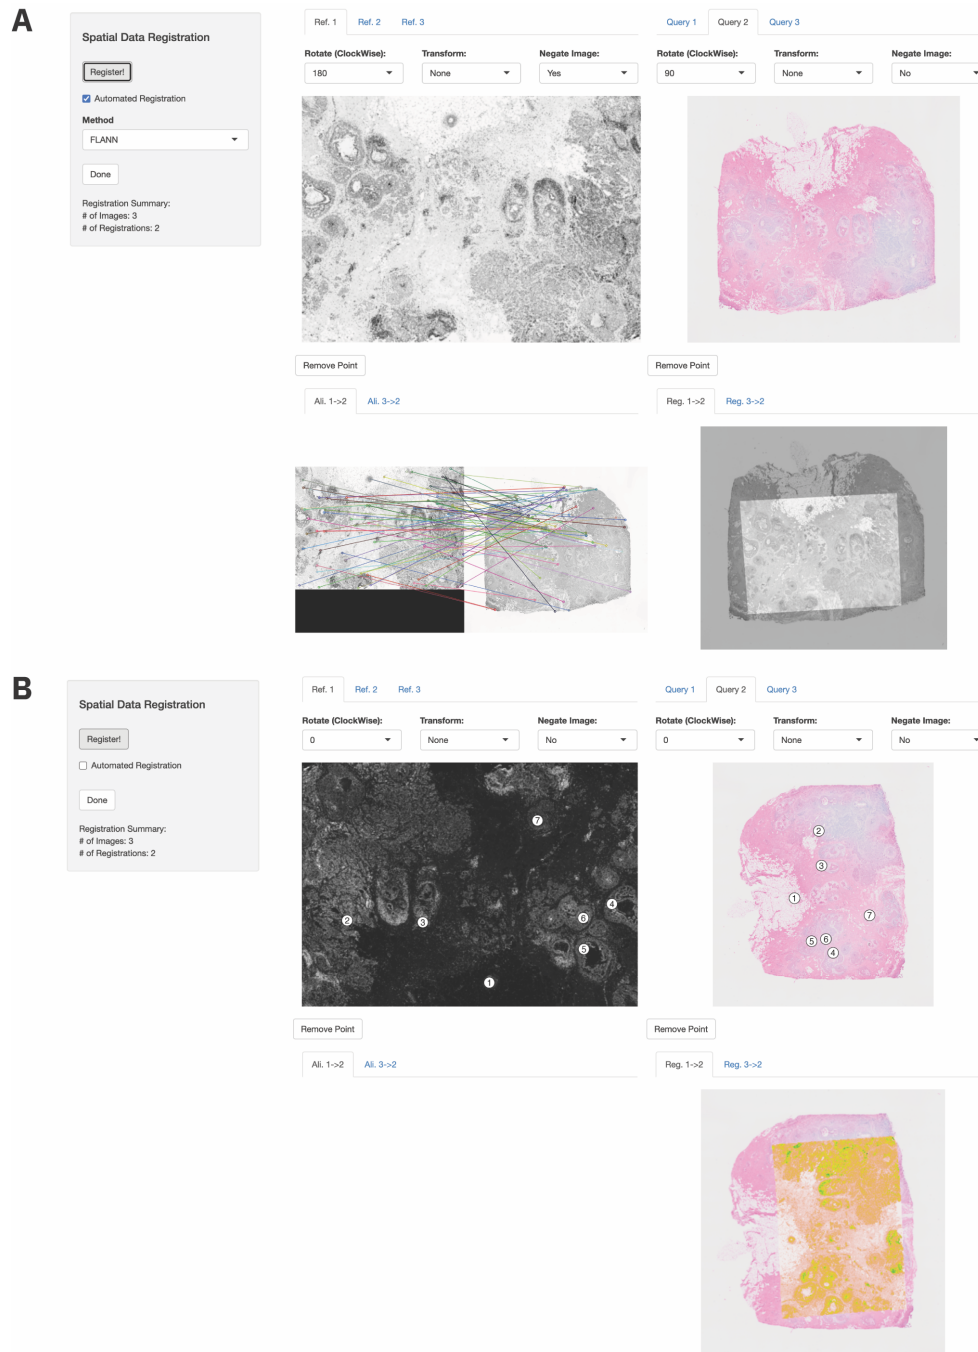 A
Spatial Data Registration
Register!
Automated Registration
Method
FLANN
Done
Registration Summary:
# of Images: 3
# of Registrations: 2
Ref. 1 Ref. 2 Ref. 3
Rotate (ClockWise): Transform: Negate Image:
180 None Yes
Remove Point
Ali. 1->2 Ali. 3->2
Query 1 Query 2 Query 3
Rotate (ClockWise): Transform: Negate Image:
90 None No
Remove Point
Reg. 1->2 Reg. 3->2
B
Spatial Data Registration
Register!
Automated Registration
Done
Registration Summary:
# of Images: 3
# of Registrations: 2
Ref. 1 Ref. 2 Ref. 3
Rotate (ClockWise): Transform: Negate Image:
0 None No
7
4
2 3 6
5
1
Remove Point
Ali. 1->2 Ali. 3->2
Query 1 Query 2 Query 3
Rotate (ClockWise): Transform: Negate Image:
0 None No
2
3
1
7
5 6
4
Remove Point
Reg. 1->2 Reg. 3->2